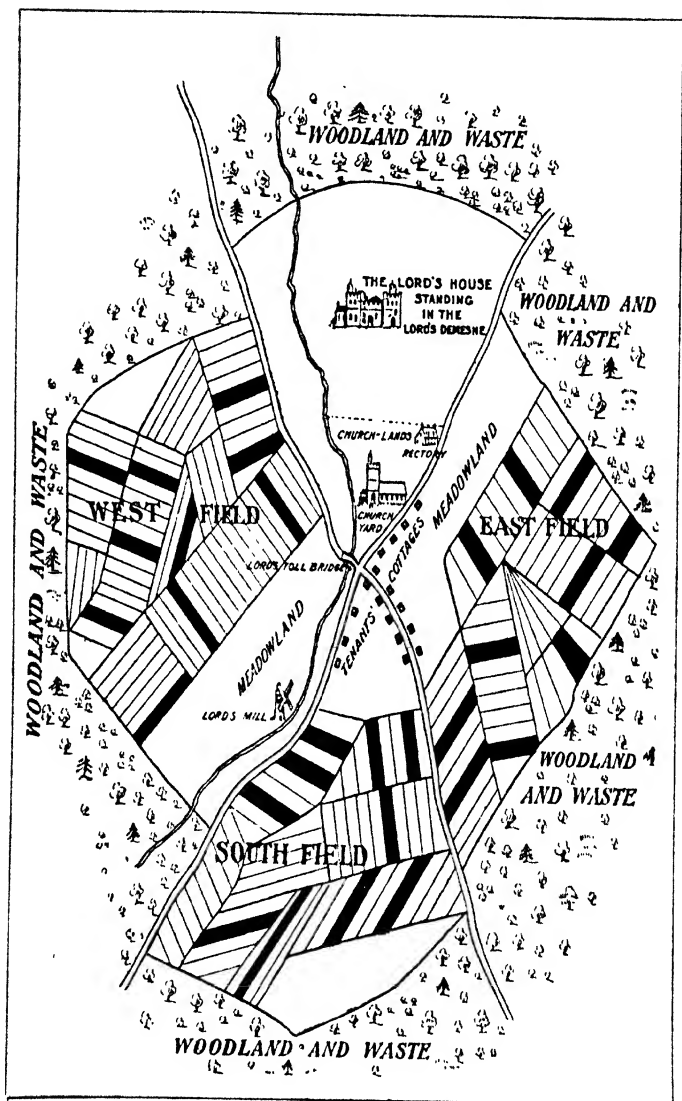 WOODLAND AND WASTE
THE LORD'S HOUSE
STANDING
IN THE
LORD'S DEMESNE
WOODLAND AND
WASTE
CHURCH-LANDS
RECTORY
MEADOWLAND
WOODLAND AND WASTE
WEST FIELD
CHURCH
YARD
EAST FIELD
COTTAGES
LORD'S TOLL BRIDGE
TENANTS'
MEADOWLAND
LORD'S MILL
WOODLAND
AND WASTE
SOUTH FIELD
WOODLAND AND WASTE